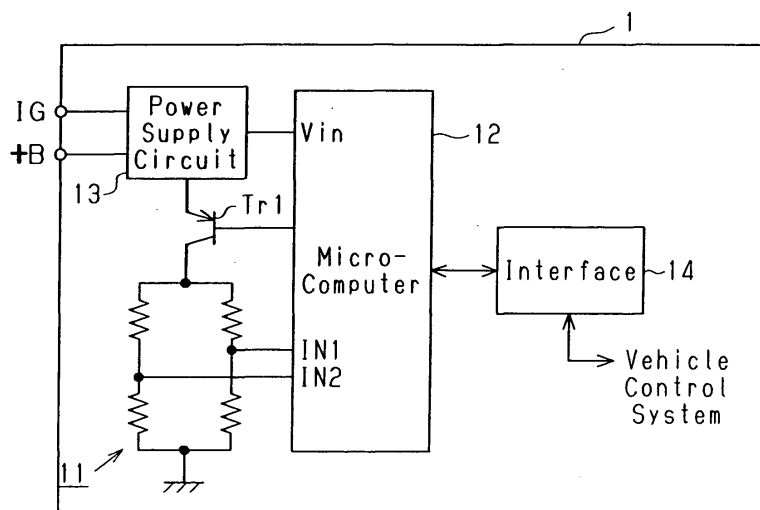 1
IG
+B
Power
Supply
Circuit
13
Vin
12
Tr1
Micro-
Computer
Interface
14
IN1
IN2
Vehicle
Control
System
11